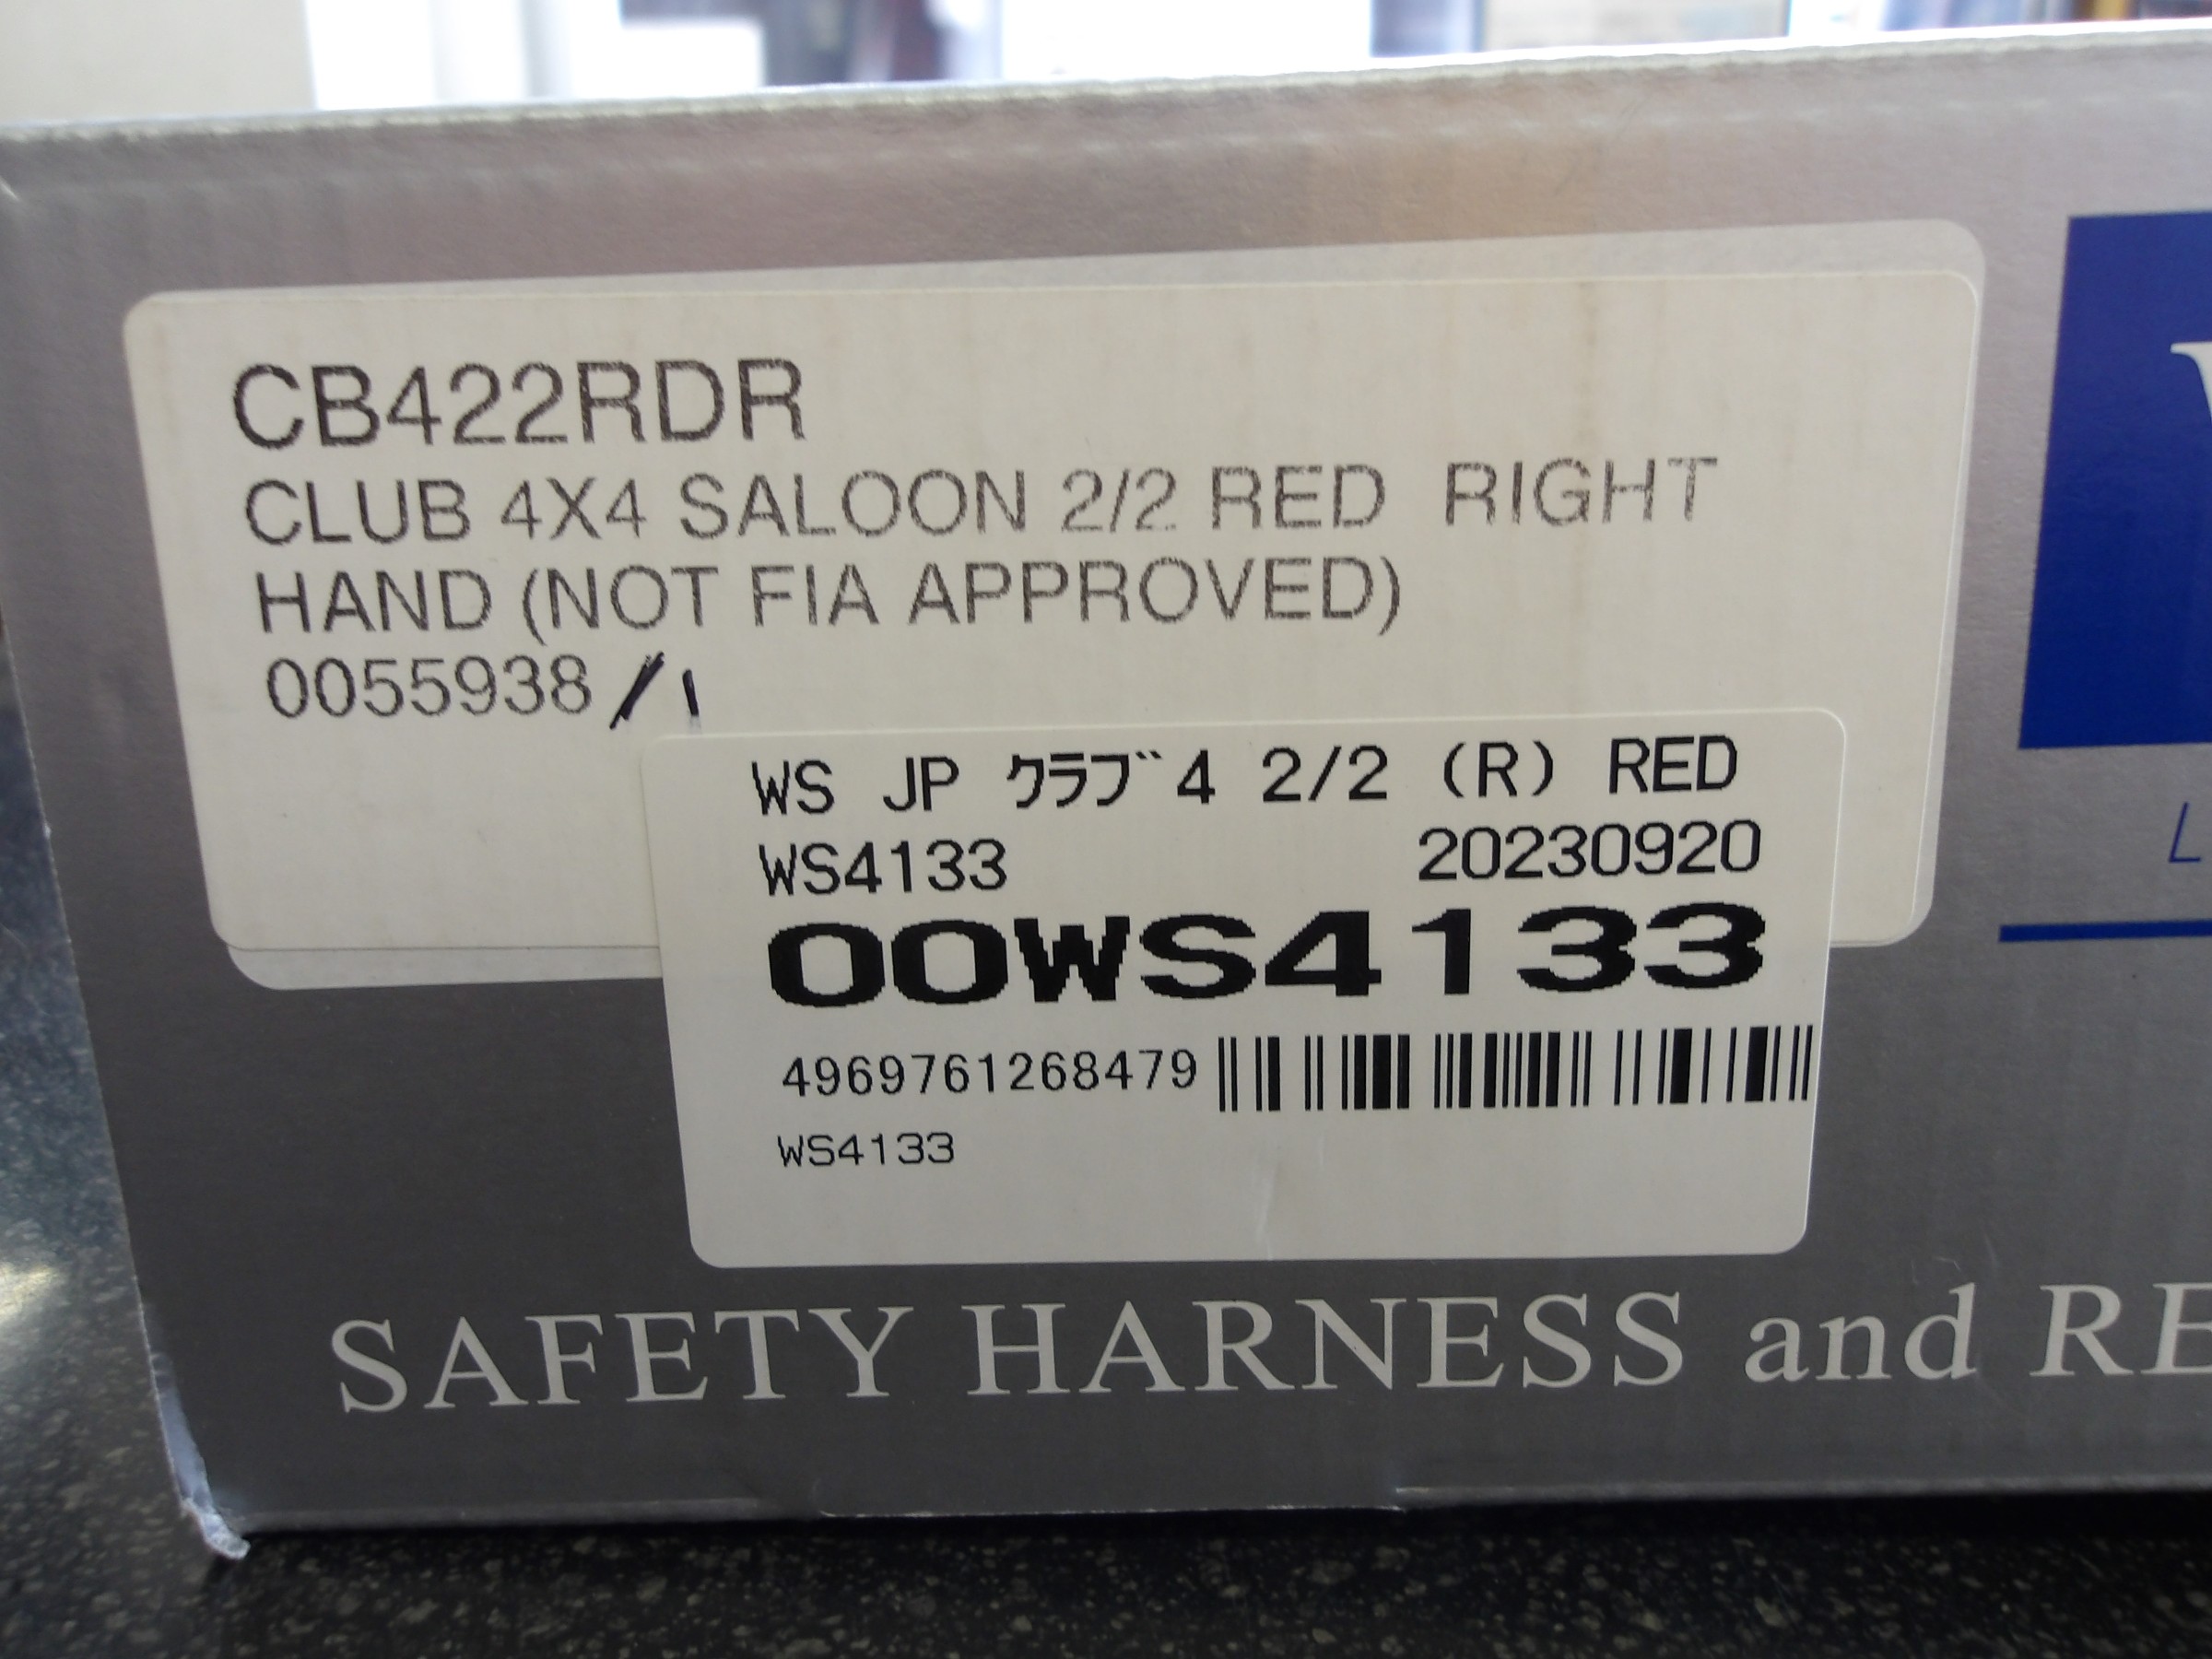 CB422RDR
CLUB 4X4 SALOON 2/2 RED RIGHT
HAND (NOT FIA APPROVED)
0055938/1
WS JP クラブ4 2/2 (R) RED
WS4133 20230920
00WS4133
4969761268479
WS4133
SAFETY HARNESS and RE